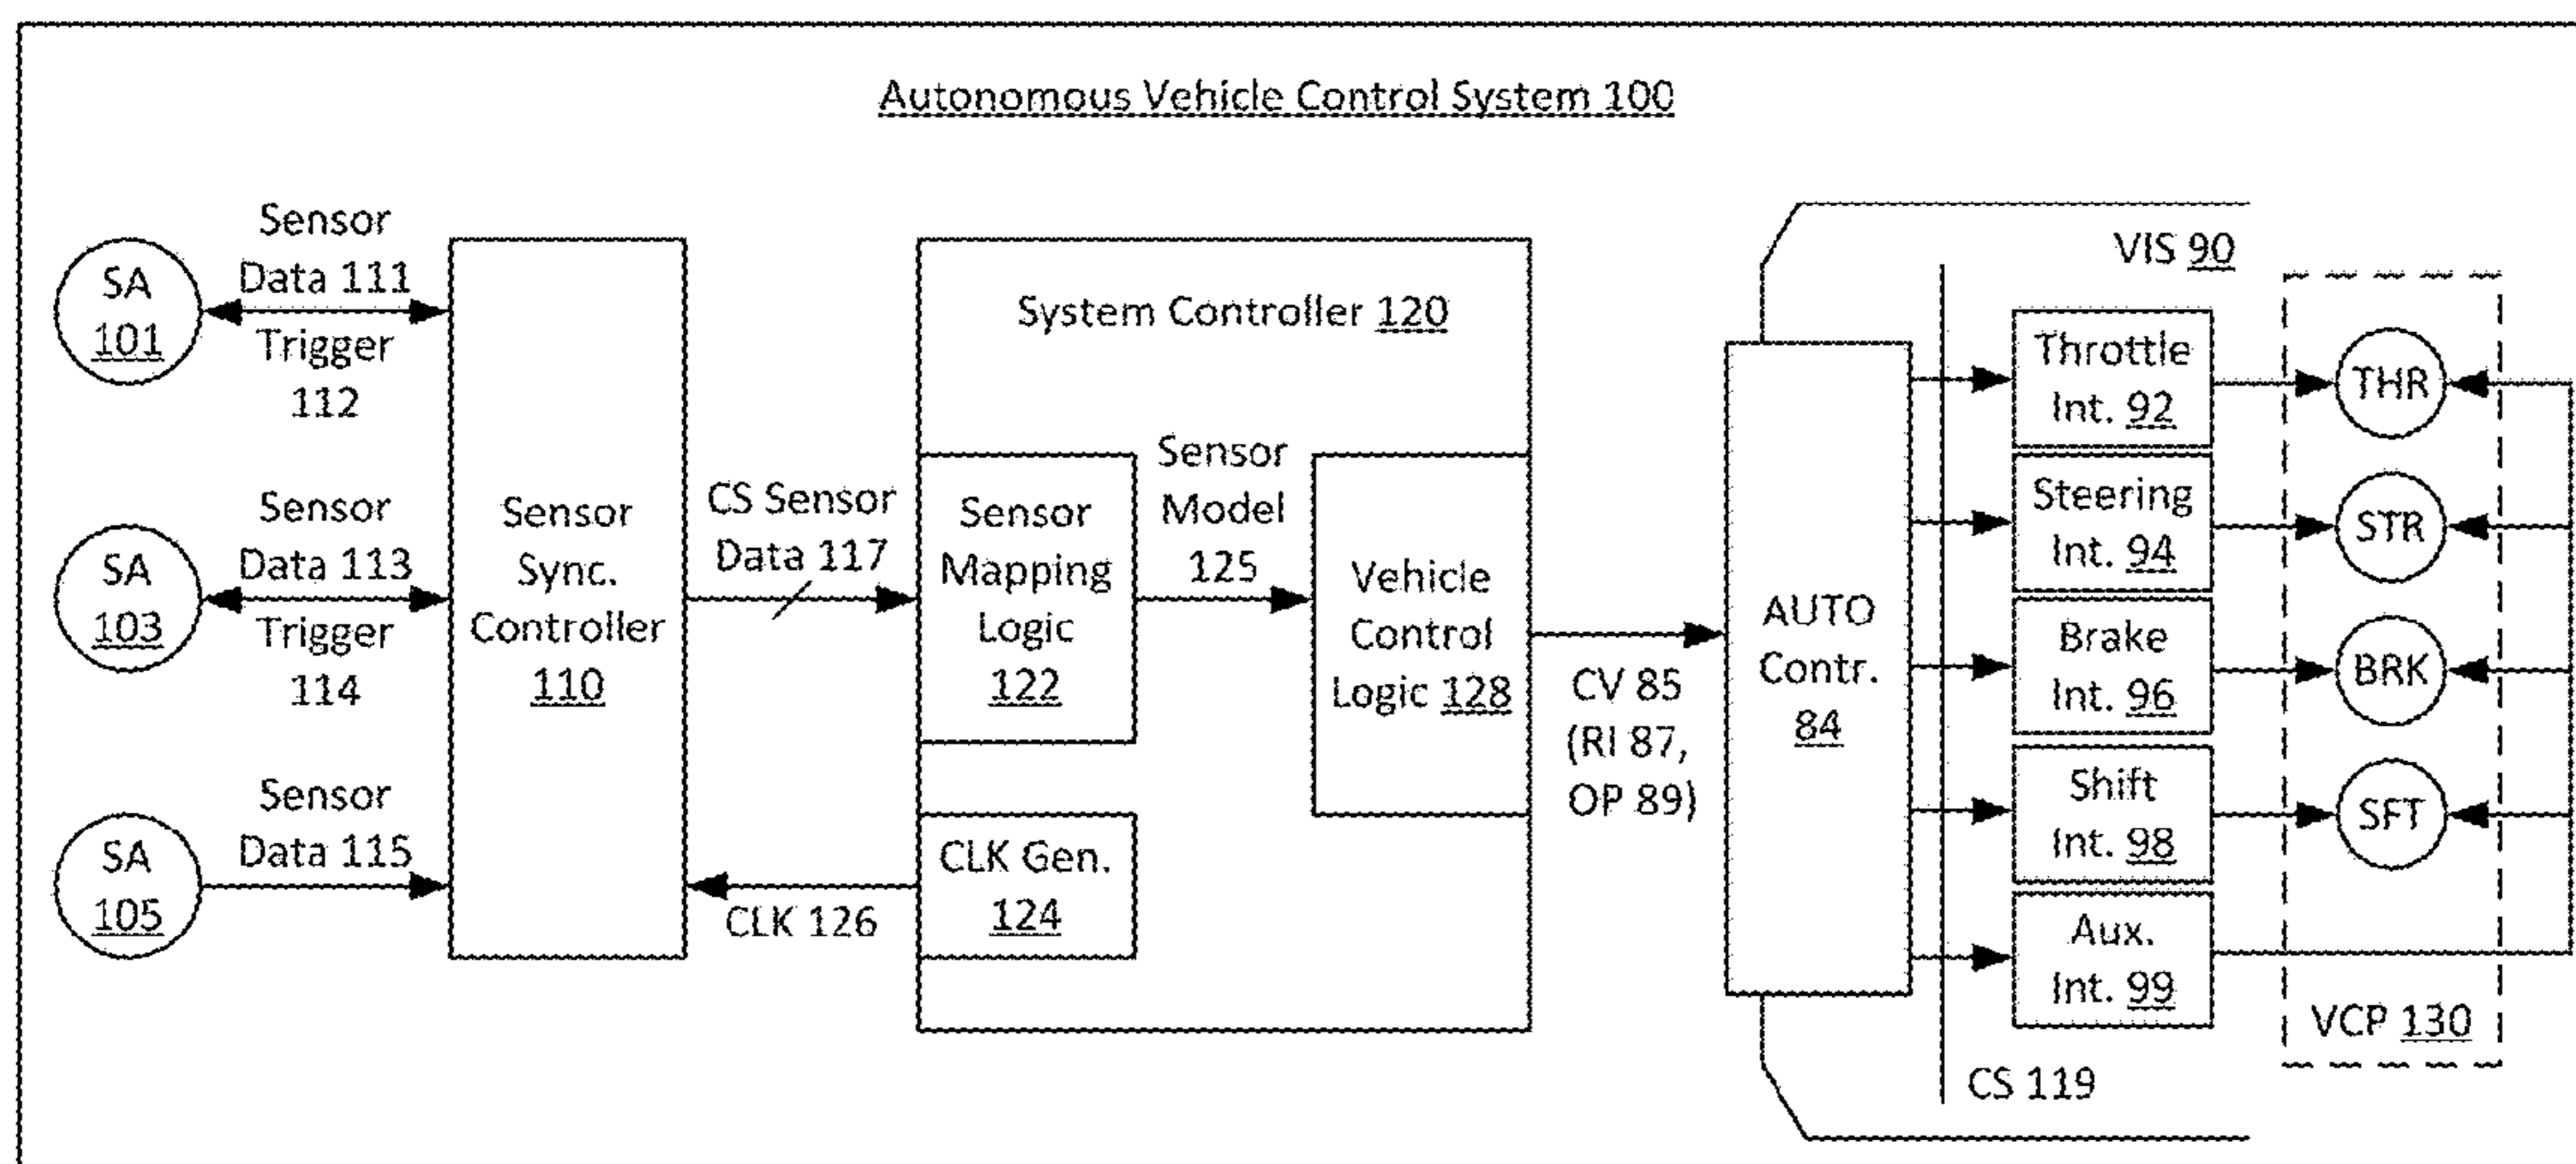 Autonomous Vehicle Control System 100
SA
101
Sensor
Data 111
Trigger
112
SA
103
Sensor
Data 113
Trigger
114
SA
105
Sensor
Data 115
Sensor
Sync.
Controller
110
CS Sensor
Data 117
CLK 126
System Controller 120
Sensor
Mapping
Logic
122
Sensor
Model
125
CLK Gen.
124
Vehicle
Control
Logic 128
CV 85
(RI 87,
OP 89)
AUTO
Contr.
84
VIS 90
Throttle
Int. 92
Steering
Int. 94
Brake
Int. 96
Shift
Int. 98
Aux.
Int. 99
CS 119
THR
STR
BRK
SFT
VCP 130